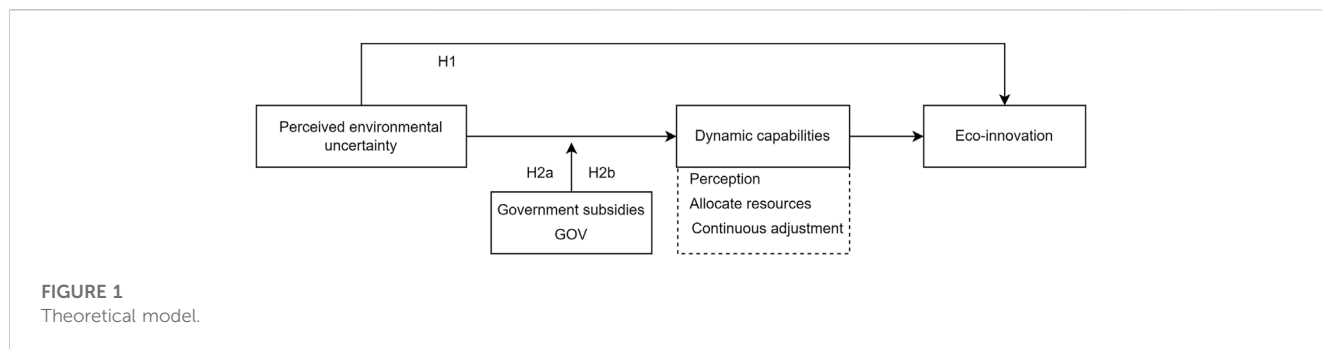 H1
Perceived environmental
uncertainty
Dynamic capabilities
Eco-innovation
H2a
H2b
Government subsidies
GOV
Perception
Allocate resources
Continuous adjustment
FIGURE 1
Theoretical model.